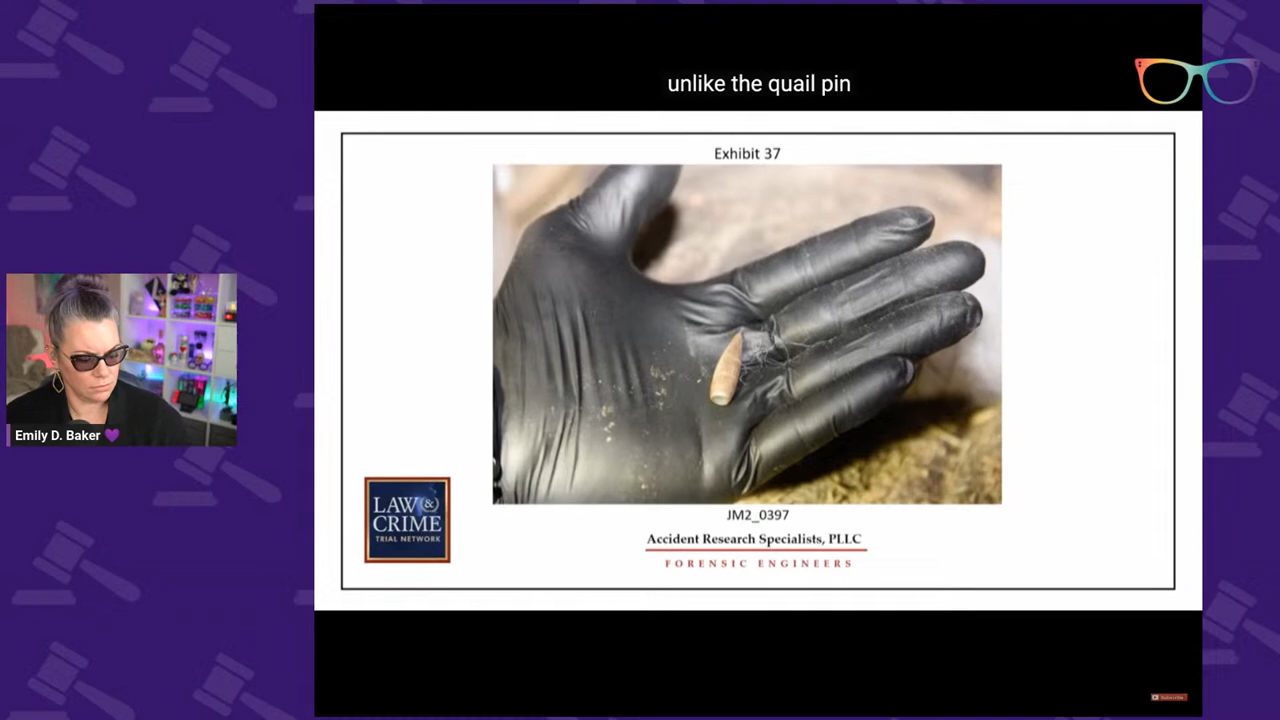 unlike the quail pin
Exhibit 37
Emily D. Baker 💜
LAW &
CRIME
TRIAL NETWORK
JM2_0397
Accident Research Specialists, PLLC
FORENSIC ENGINEERS